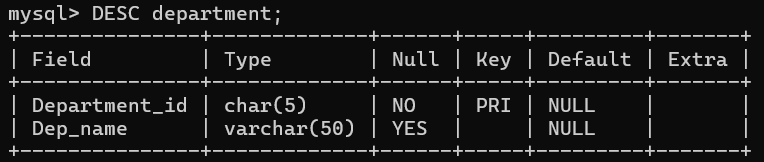 mysql> DESC department;
+---------------+-------------+------+-----+---------+-------+
| Field         | Type        | Null | Key | Default | Extra |
+---------------+-------------+------+-----+---------+-------+
| Department_id | char(5)     | NO   | PRI | NULL    |       |
| Dep_name      | varchar(50) | YES  |     | NULL    |       |
+---------------+-------------+------+-----+---------+-------+